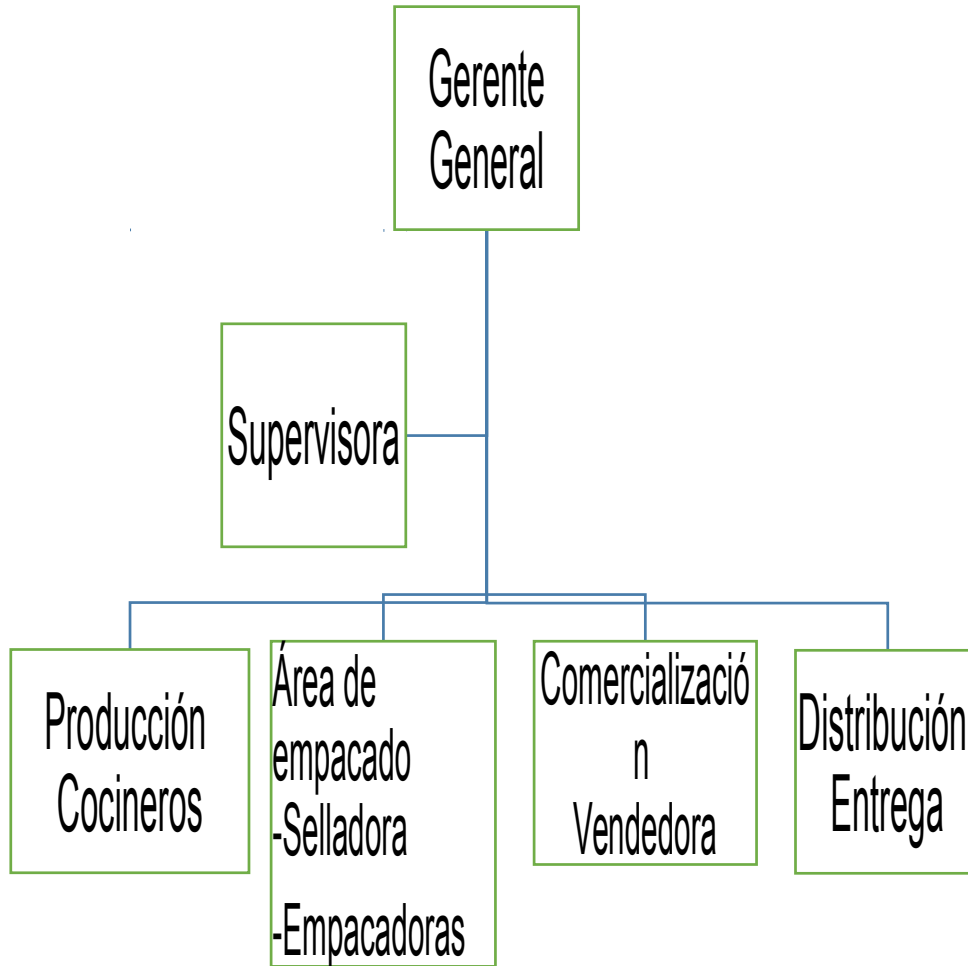 Gerente
General
Supervisora
Producción
Cocineros
Área de
empacado
-Selladora
-Empacadoras
Comercializació
n
Vendedora
Distribución
Entrega